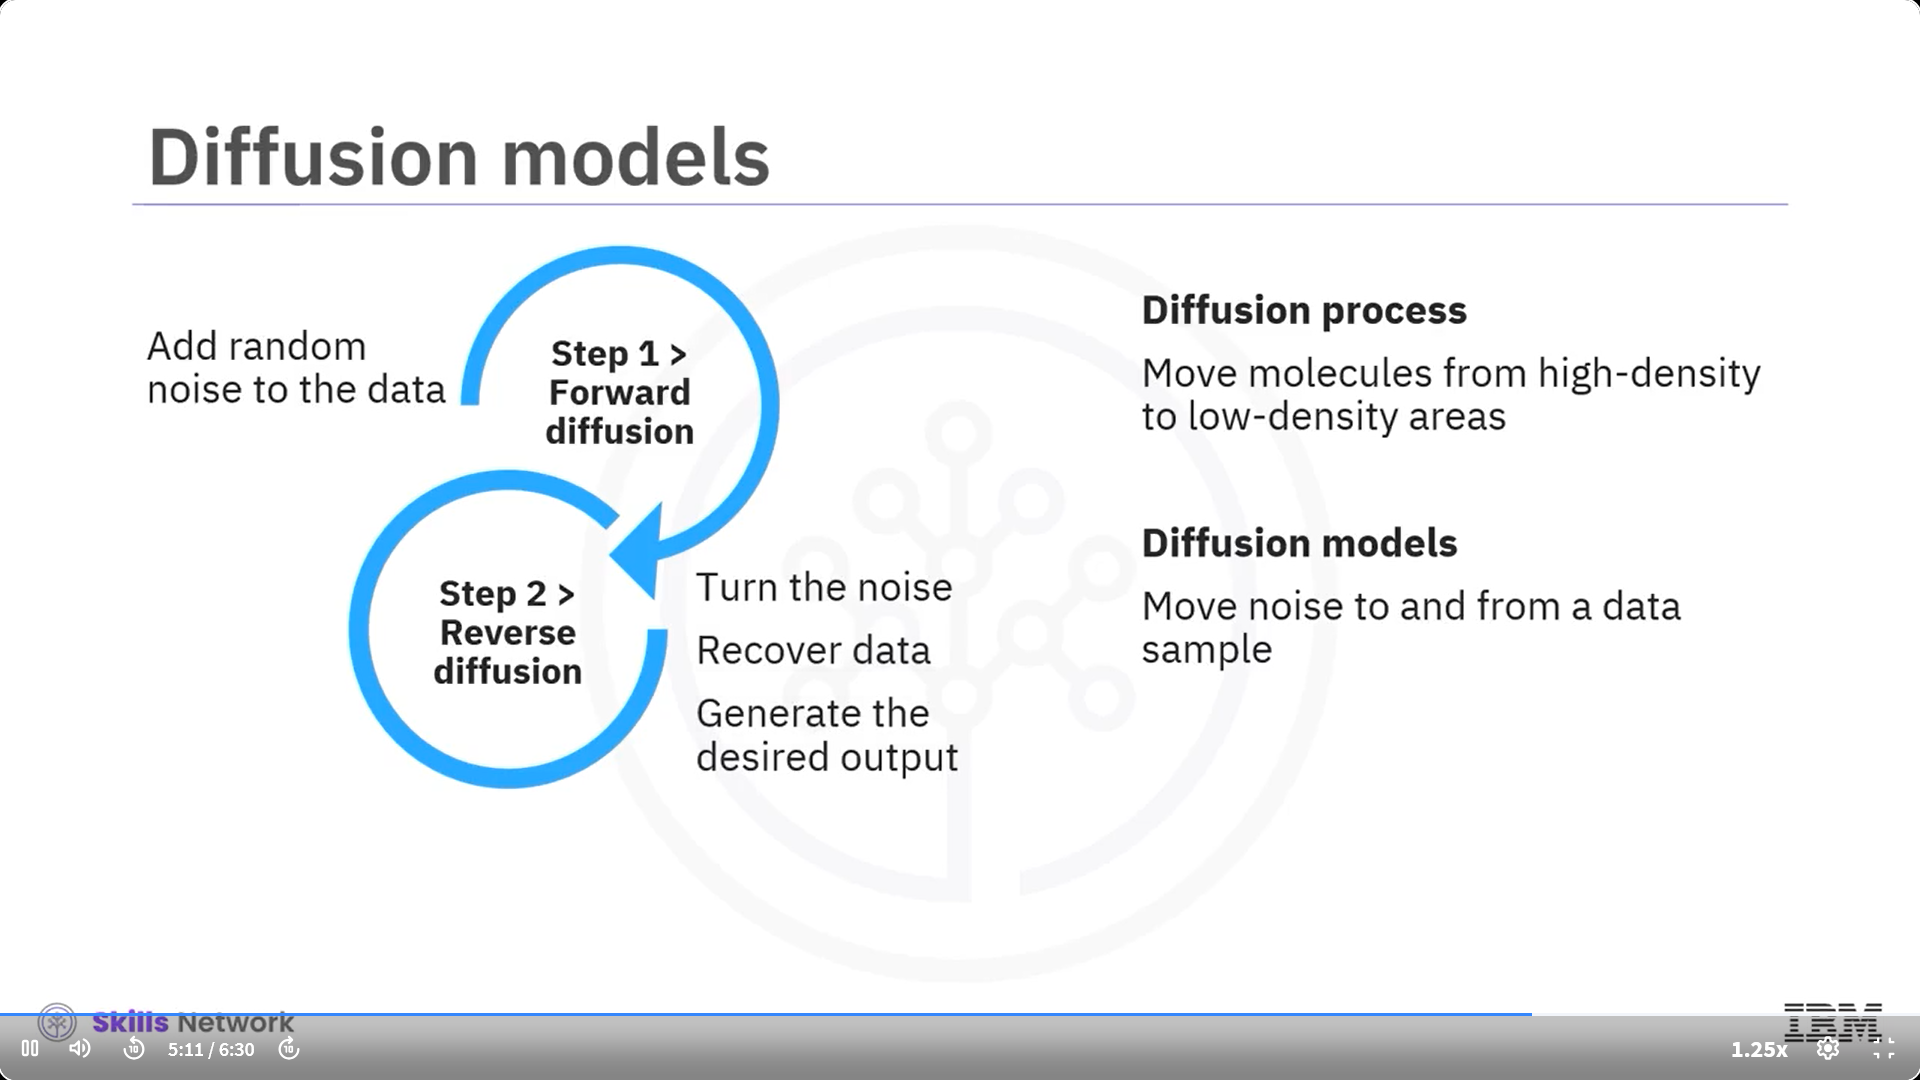 Diffusion models
Add random
noise to the data
Step 1 >
Forward
diffusion
Step 2 >
Reverse
diffusion
Turn the noise
Recover data
Generate the
desired output
Diffusion process
Move molecules from high-density
to low-density areas
Diffusion models
Move noise to and from a data
sample
Skills Network
IBM
10
5:11 / 6:30
10
1.25x